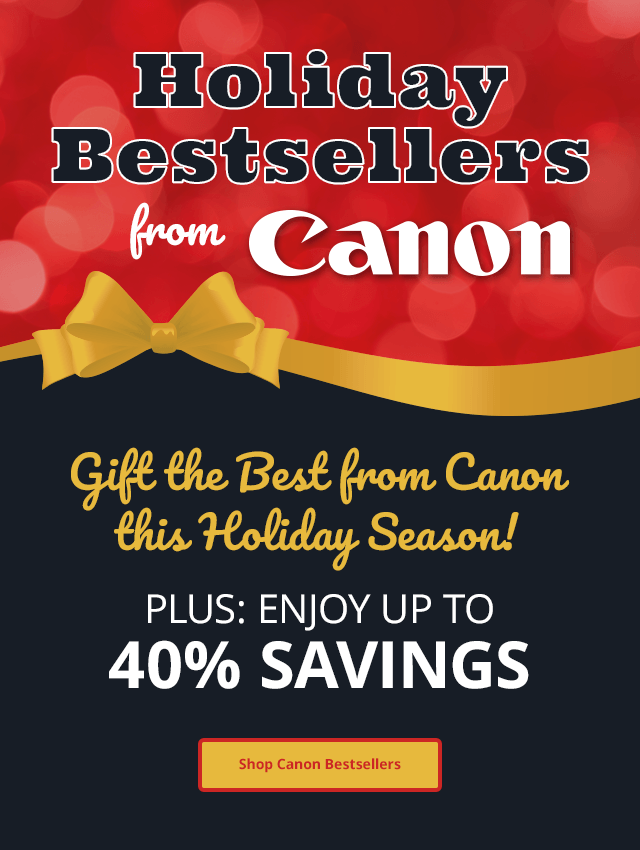 Holiday
Bestsellers
from Canon
Gift the Best from Canon
this Holiday Season!
PLUS: ENJOY UP TO
40% SAVINGS
Shop Canon Bestsellers